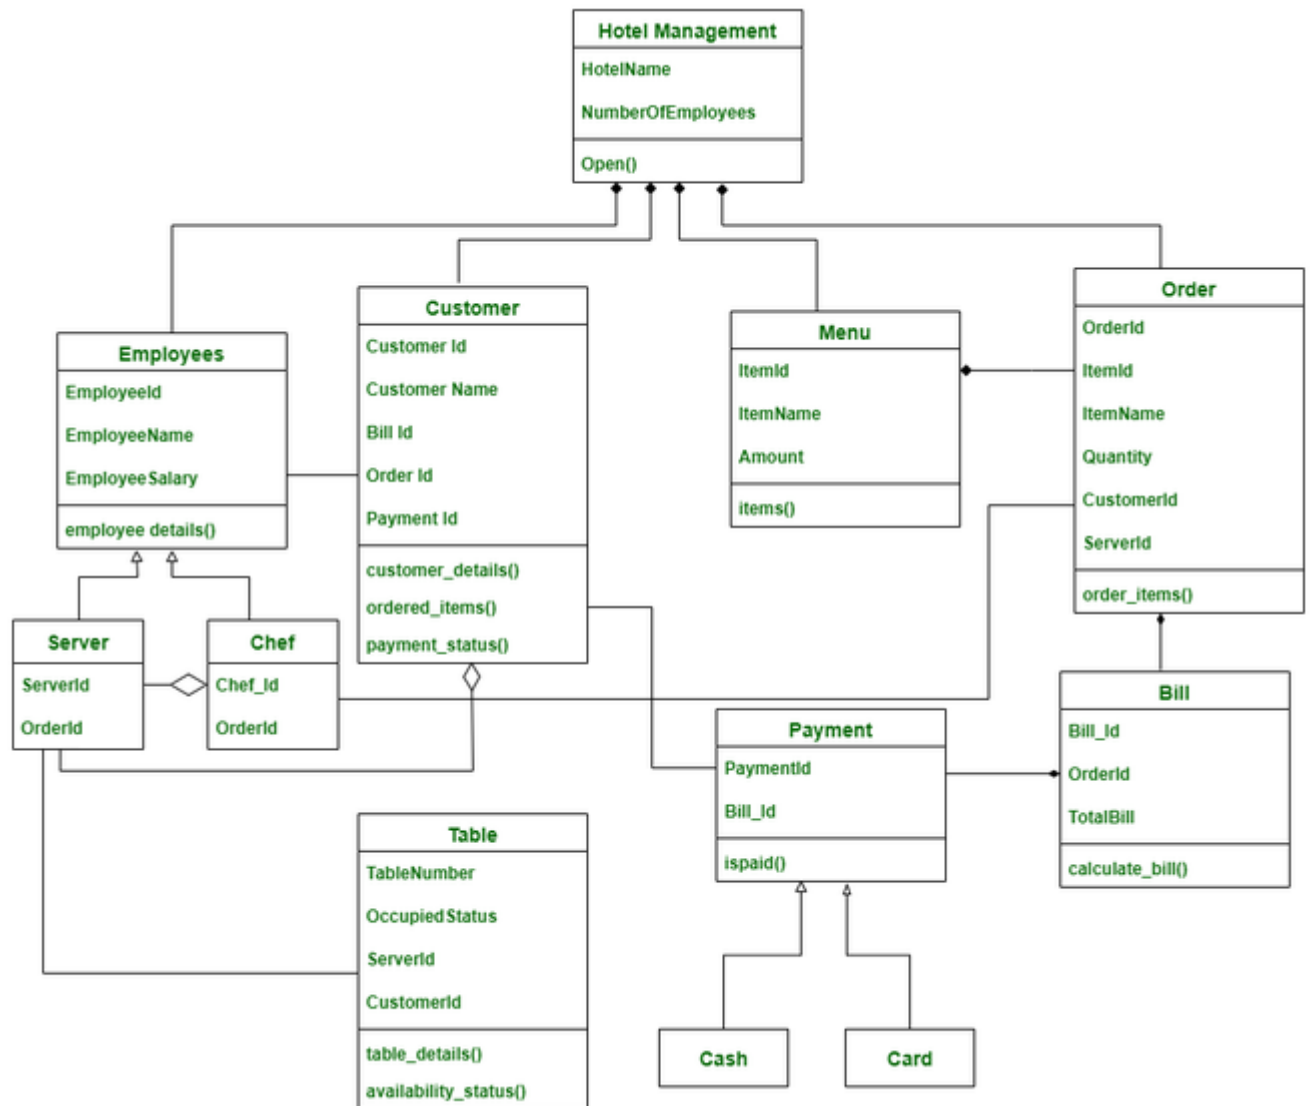 Hotel Management
HotelName
NumberOfEmployees
Open()
Employees
EmployeeId
EmployeeName
EmployeeSalary
employee details()
Customer
Customer Id
Customer Name
Bill Id
Order Id
Payment Id
customer_details()
ordered_items()
payment_status()
Menu
ItemId
ItemName
Amount
items()
Order
OrderId
ItemId
ItemName
Quantity
CustomerId
ServerId
order_items()
Server
ServerId
OrderId
Chef
Chef_Id
OrderId
Payment
PaymentId
Bill_Id
ispaid()
Bill
Bill_Id
OrderId
TotalBill
calculate_bill()
Table
TableNumber
OccupiedStatus
ServerId
CustomerId
table_details()
availability_status()
Cash
Card